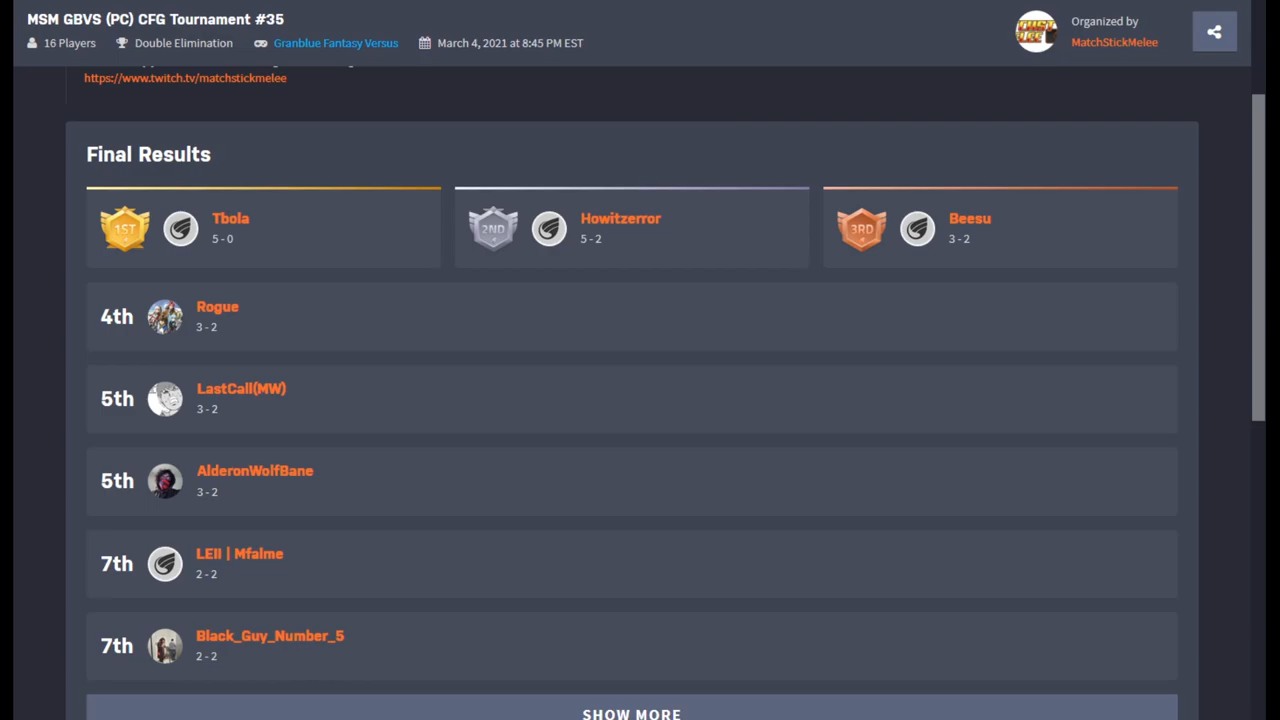 MSM GBVS (PC) CFG Tournament #35
16 Players Double Elimination Granblue Fantasy Versus March 4, 2021 at 8:45 PM EST
Organized by
MatchStickMelee
https://www.twitch.tv/matchstickmelee
Final Results
1ST Tbola
5 - 0
2ND Howitzerror
5 - 2
3RD Beesu
3 - 2
4th Rogue
3 - 2
5th LastCall(MW)
3 - 2
5th AlderonWolfBane
3 - 2
7th LEII | Mfalme
2 - 2
7th Black_Guy_Number_5
2 - 2
SHOW MORE